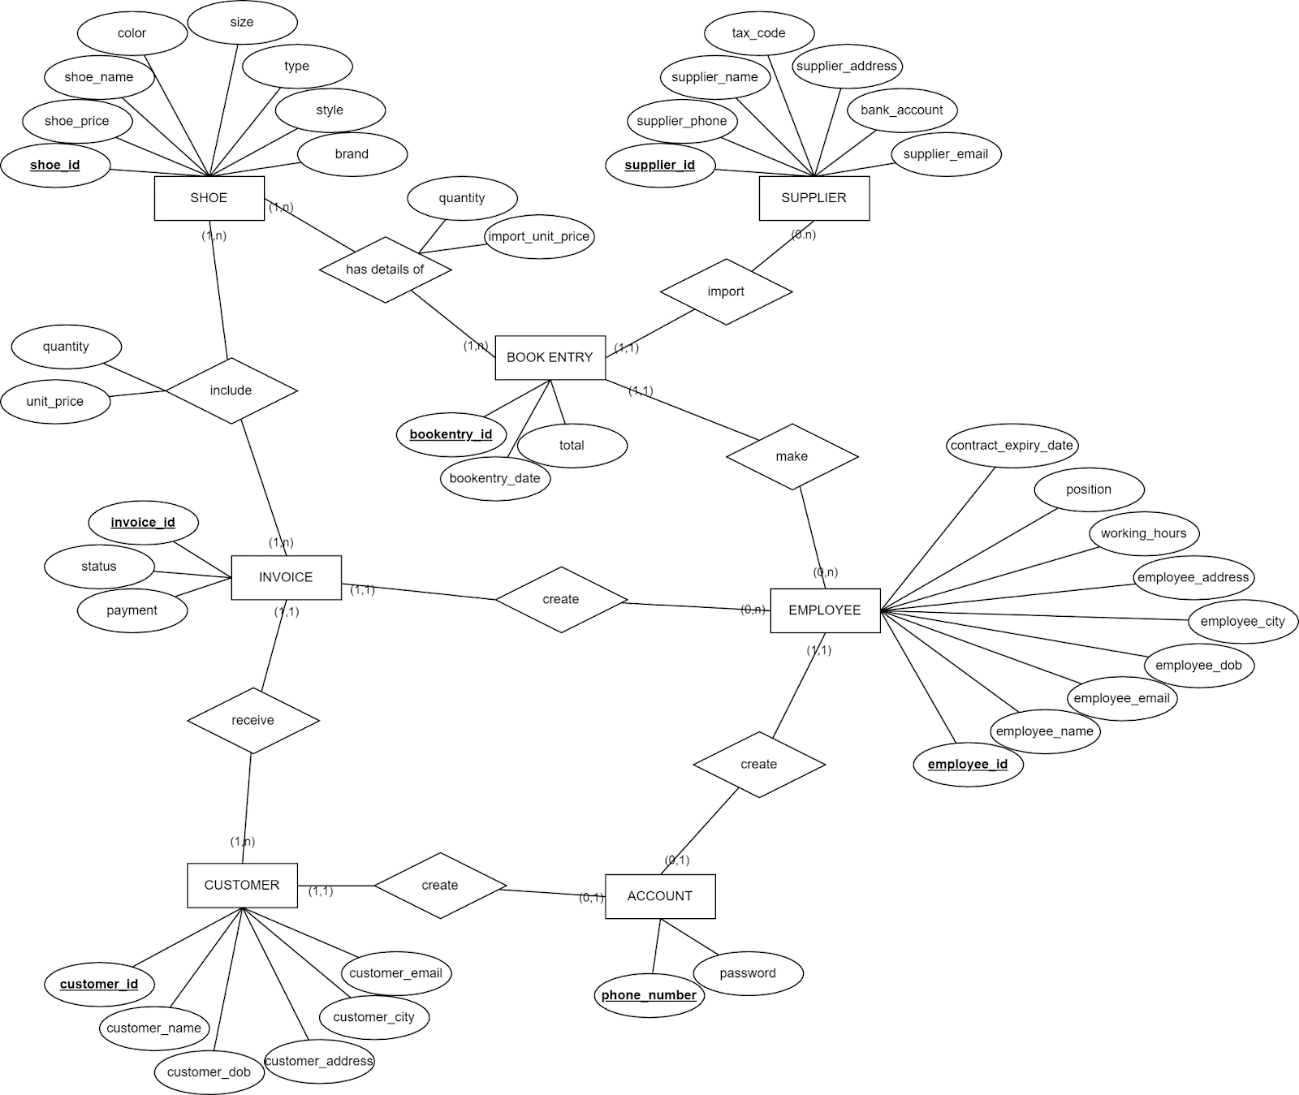 size
color
tax_code
type
shoe_name
supplier_address
supplier_name
style
bank_account
shoe_price
supplier_phone
brand
supplier_email
shoe_id
supplier_id
SHOE
SUPPLIER
quantity
(1,n)
(1,n)
import_unit_price
(0.n)
has details of
import
quantity
(1,n)
(1,1)
BOOK ENTRY
include
(1,1)
unit_price
bookentry_id
total
contract_expiry_date
make
bookentry_date
position
invoice_id
working_hours
(1,n)
status
INVOICE
(0,n)
employee_address
(1,1)
create
payment
(1,1)
(0,n)
EMPLOYEE
employee_city
(1,1)
employee_dob
employee_email
receive
employee_name
create
employee_id
(1,n)
(0,1)
CUSTOMER
(1,1)
create
(0,1)
ACCOUNT
customer_email
password
customer_id
phone_number
customer_city
customer_name
customer_address
customer_dob